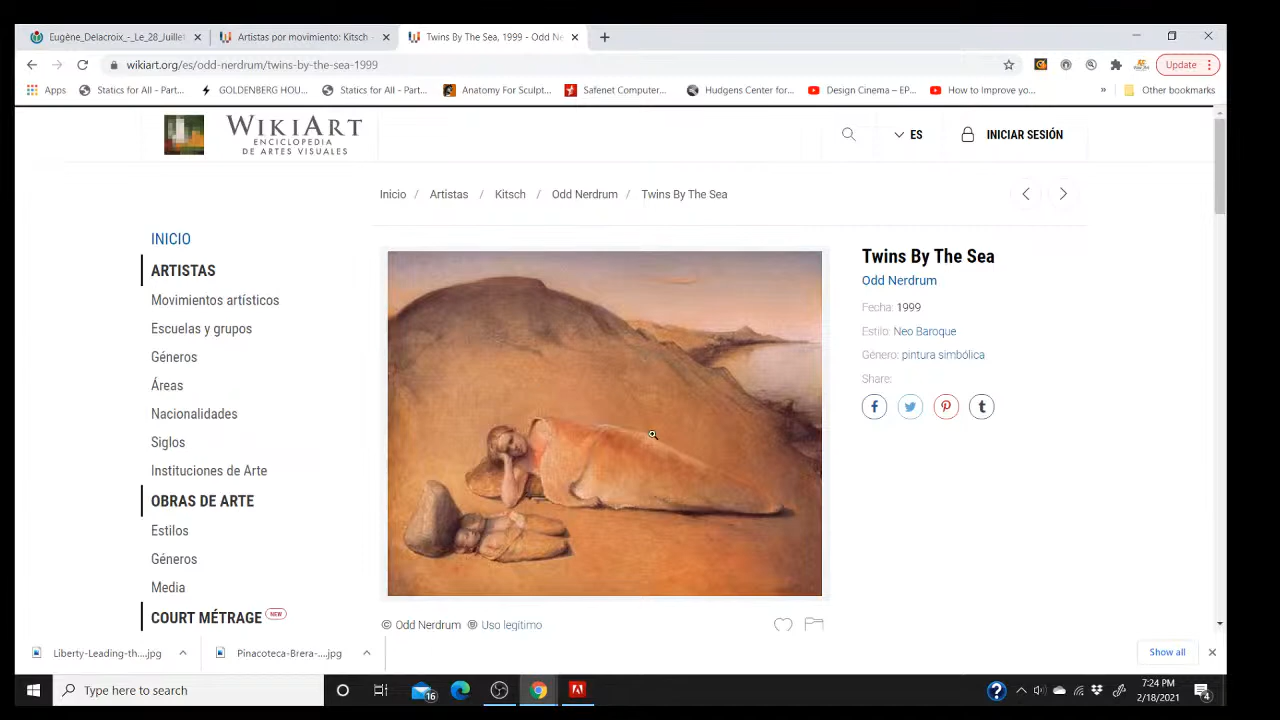 Eugène_Delacroix_-_Le_28_Juillet
Artistas por movimiento: Kitsch -
Twins By The Sea, 1999 - Odd Ne
wikiart.org/es/odd-nerdrum/twins-by-the-sea-1999
Update
Apps
Statics for All - Part...
GOLDENBERG HOU...
Statics for All - Part...
Anatomy For Sculpt...
Safenet Computer...
Hudgens Center for...
Design Cinema – EP...
How to Improve yo...
»
Other bookmarks
WIKIART
ENCICLOPEDIA
DE ARTES VISUALES
ES
INICIAR SESIÓN
Inicio / Artistas / Kitsch / Odd Nerdrum / Twins By The Sea
INICIO
ARTISTAS
Movimientos artísticos
Escuelas y grupos
Géneros
Áreas
Nacionalidades
Siglos
Instituciones de Arte
OBRAS DE ARTE
Estilos
Géneros
Media
COURT MÉTRAGE NEW
Twins By The Sea
Odd Nerdrum
Fecha: 1999
Estilo: Neo Baroque
Género: pintura simbólica
Share:
© Odd Nerdrum Uso legítimo
Liberty-Leading-th....jpg
Pinacoteca-Brera-....jpg
Show all
Type here to search
16
7:24 PM
2/18/2021
4